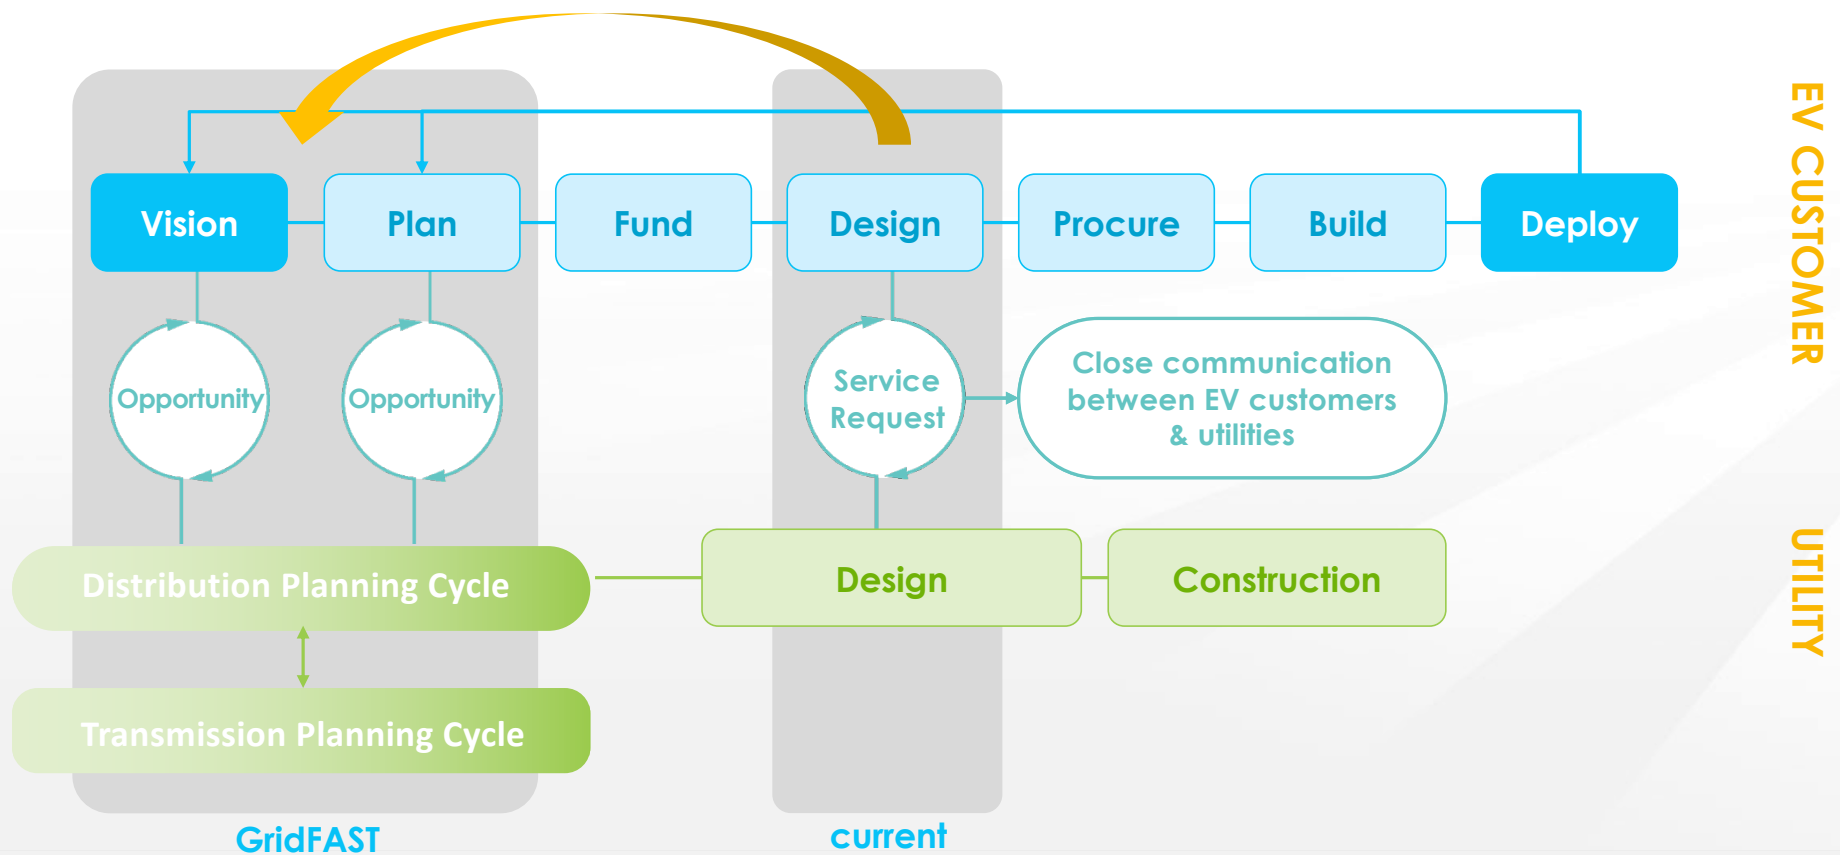 Vision
Plan
Fund
Design
Procure
Build
Deploy
EV CUSTOMER
Opportunity
Opportunity
Service
Request
Close communication
between EV customers
& utilities
Distribution Planning Cycle
Design
Construction
UTILITY
Transmission Planning Cycle
GridFAST
current